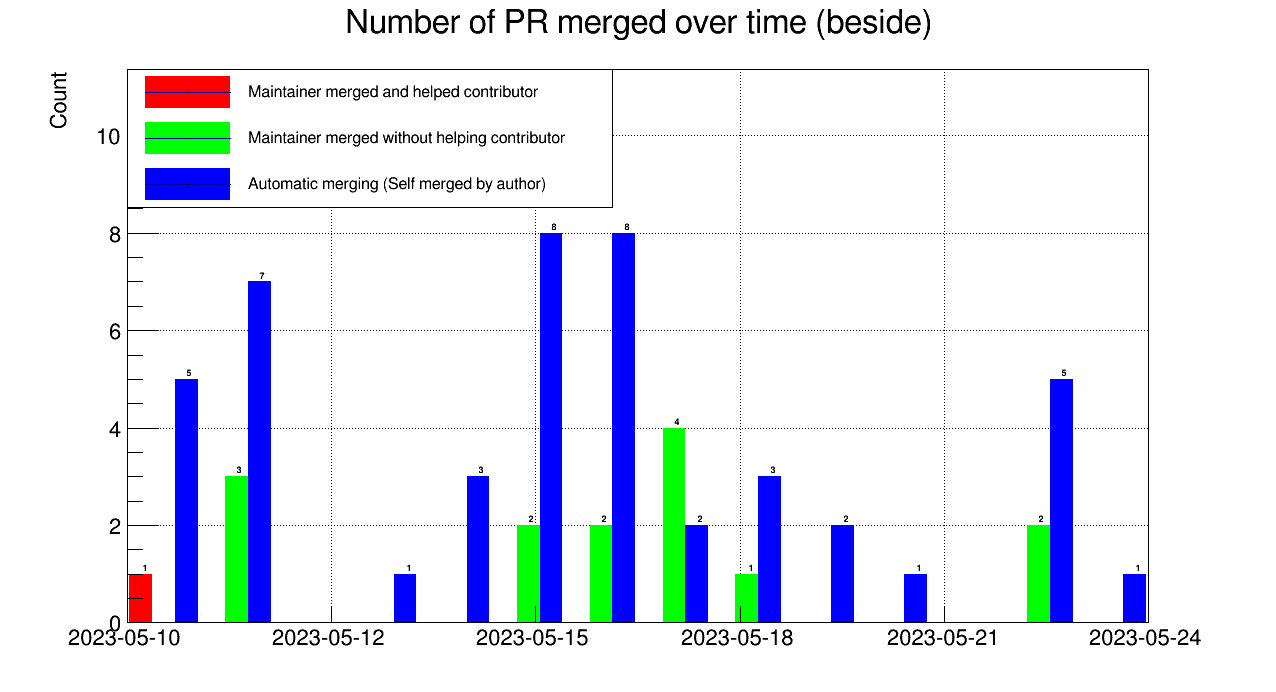 Number of PR merged over time (beside)
Count
Maintainer merged and helped contributor
Maintainer merged without helping contributor
Automatic merging (Self merged by author)
10
8
6
4
2
0
1 5 3 7 1 3 2 8 2 8 4 2 1 3 2 1 2 5 1
2023-05-10 2023-05-12 2023-05-15 2023-05-18 2023-05-21 2023-05-24